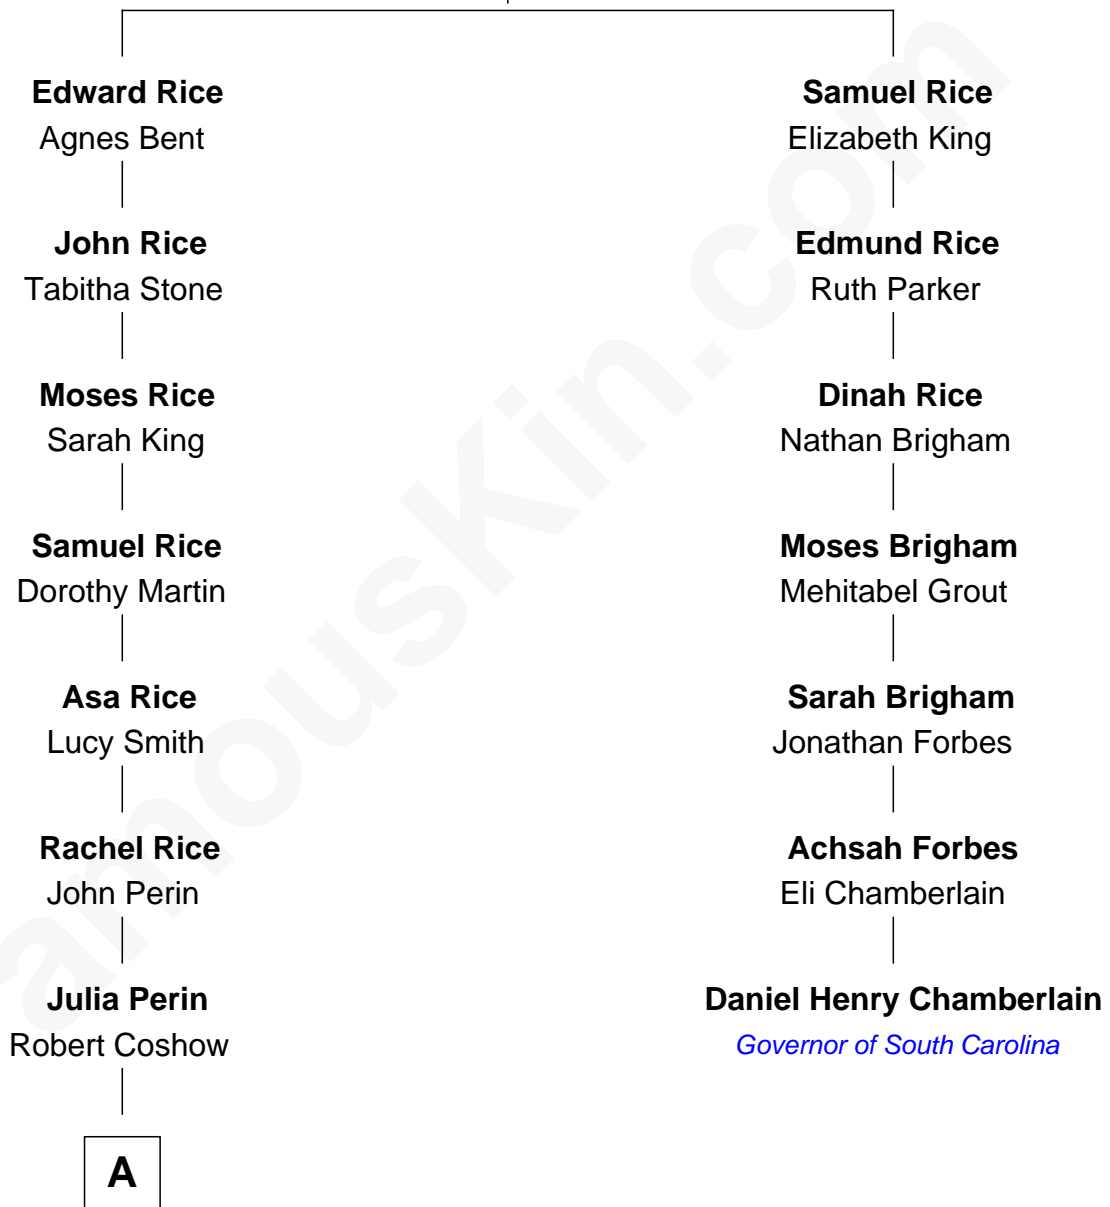 Edward Rice
Agnes Bent
John Rice
Tabitha Stone
Moses Rice
Sarah King
Samuel Rice
Dorothy Martin
Asa Rice
Lucy Smith
Rachel Rice
John Perin
Julia Perin
Robert Coshow
A
Samuel Rice
Elizabeth King
Edmund Rice
Ruth Parker
Dinah Rice
Nathan Brigham
Moses Brigham
Mehitabel Grout
Sarah Brigham
Jonathan Forbes
Achsah Forbes
Eli Chamberlain
Daniel Henry Chamberlain
Governor of South Carolina
amouskin.com